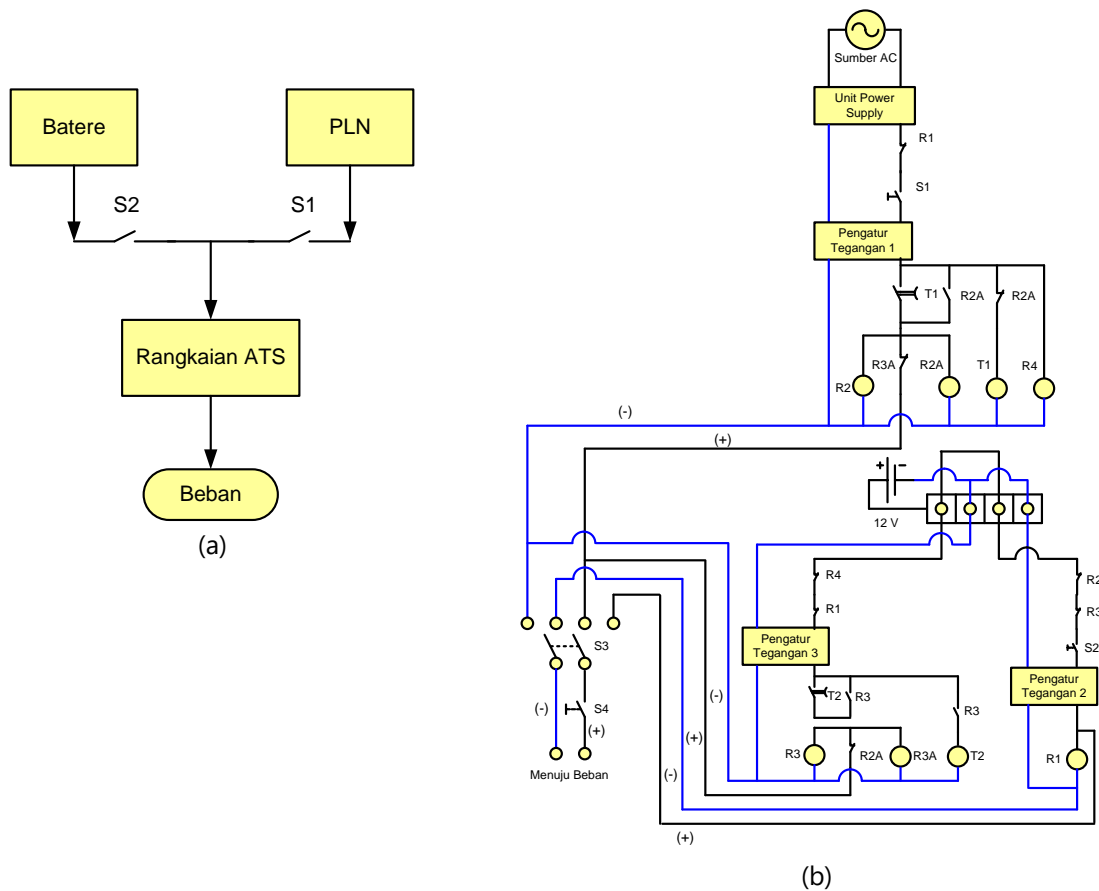 Batere
PLN
S2
S1
Rangkaian ATS
Beban
(a)
Sumber AC
Unit Power
Supply
R1
S1
Pengatur
Tegangan 1
T1
R2A
R2A
R2
R3A
R2A
T1
R4
(-)
(+)
+
-
12 V
R4
R1
R2
R3
S2
Pengatur
Tegangan 3
Pengatur
Tegangan 2
S3
S4
(-)
(+)
(-)
(+)
(-)
T2
R3
R3
R3
R2A
R3A
T2
R1
Menuju Beban
(+)
(b)